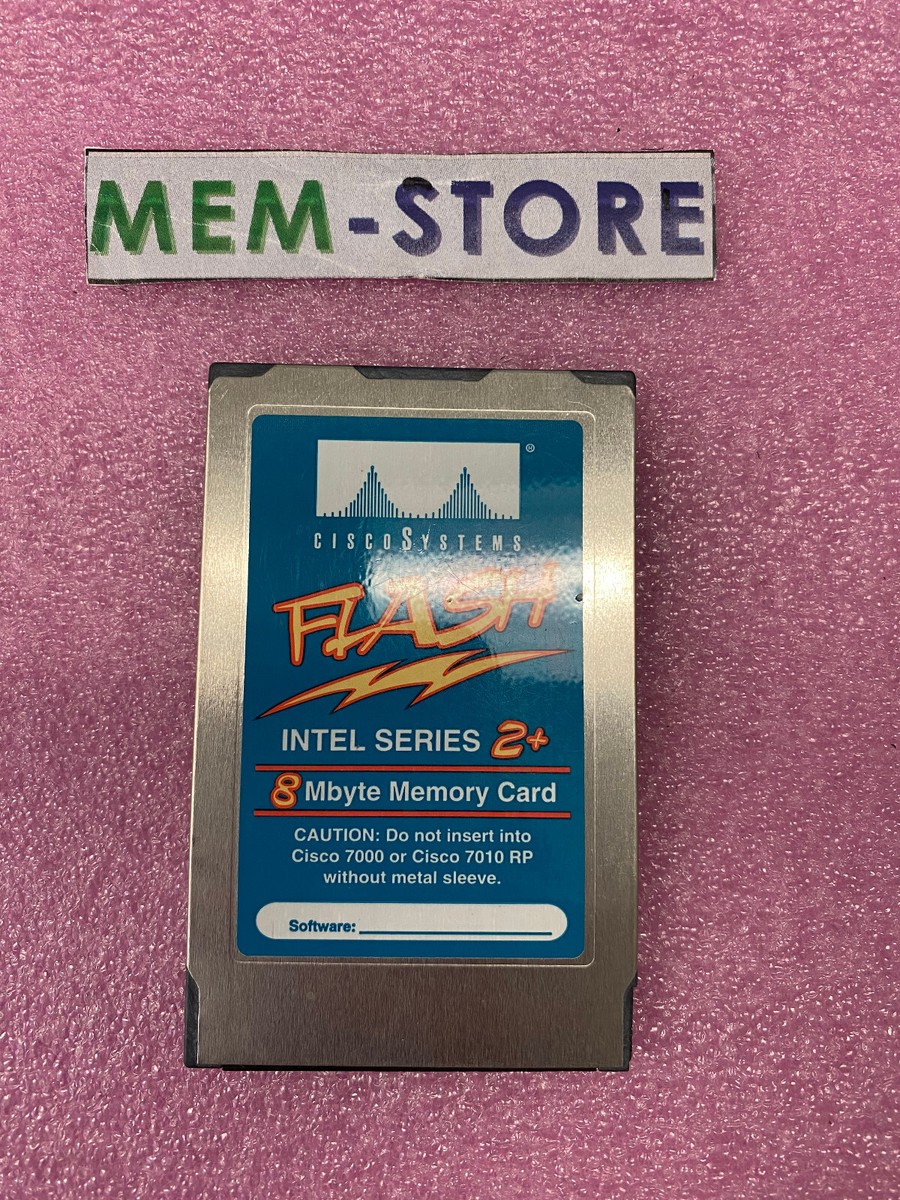 MEM-STORE
®
CISCO SYSTEMS
FLASH
INTEL SERIES 2+
8 Mbyte Memory Card
CAUTION: Do not insert into
Cisco 7000 or Cisco 7010 RP
without metal sleeve.
Software: